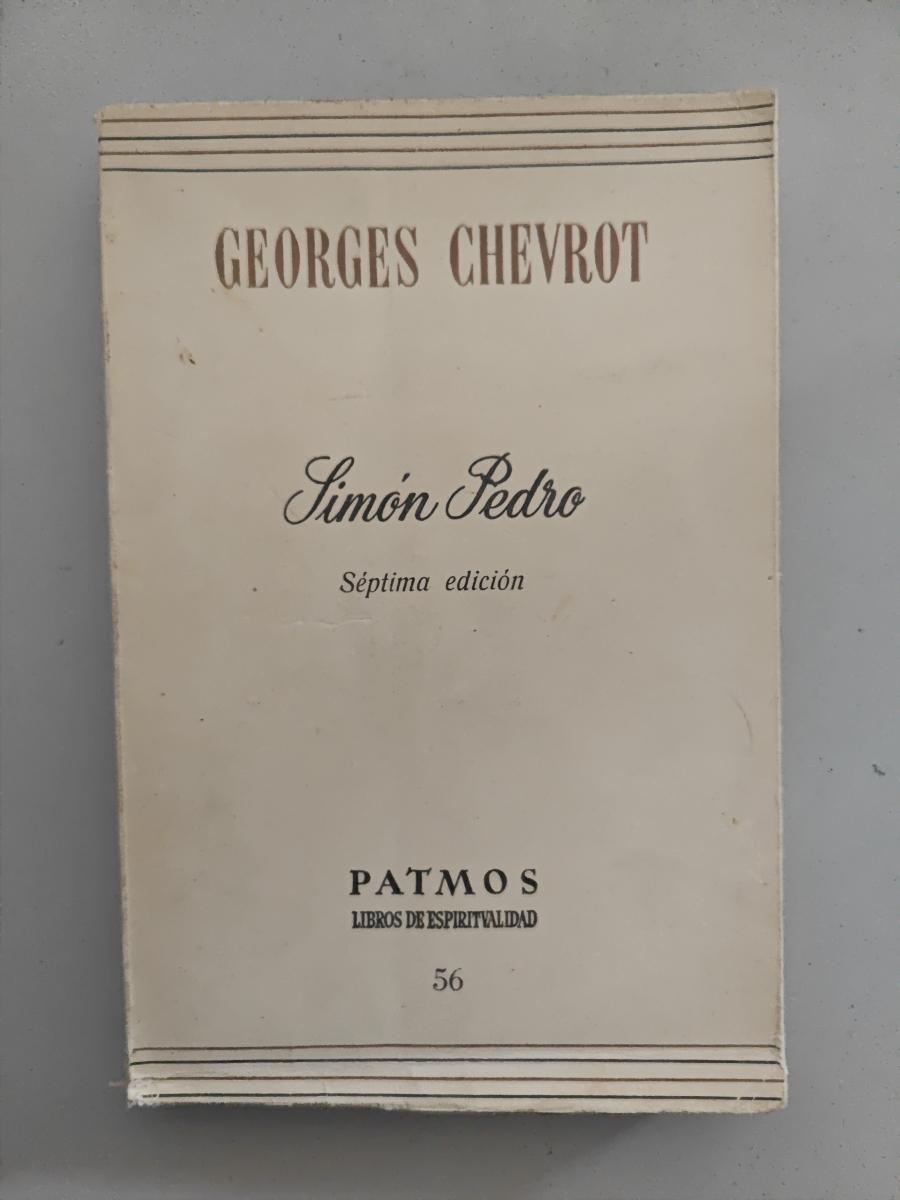 GEORGES CHEVROT
Simón Pedro
Séptima edición
PATMOS
LIBROS DE ESPIRITVALIDAD
56